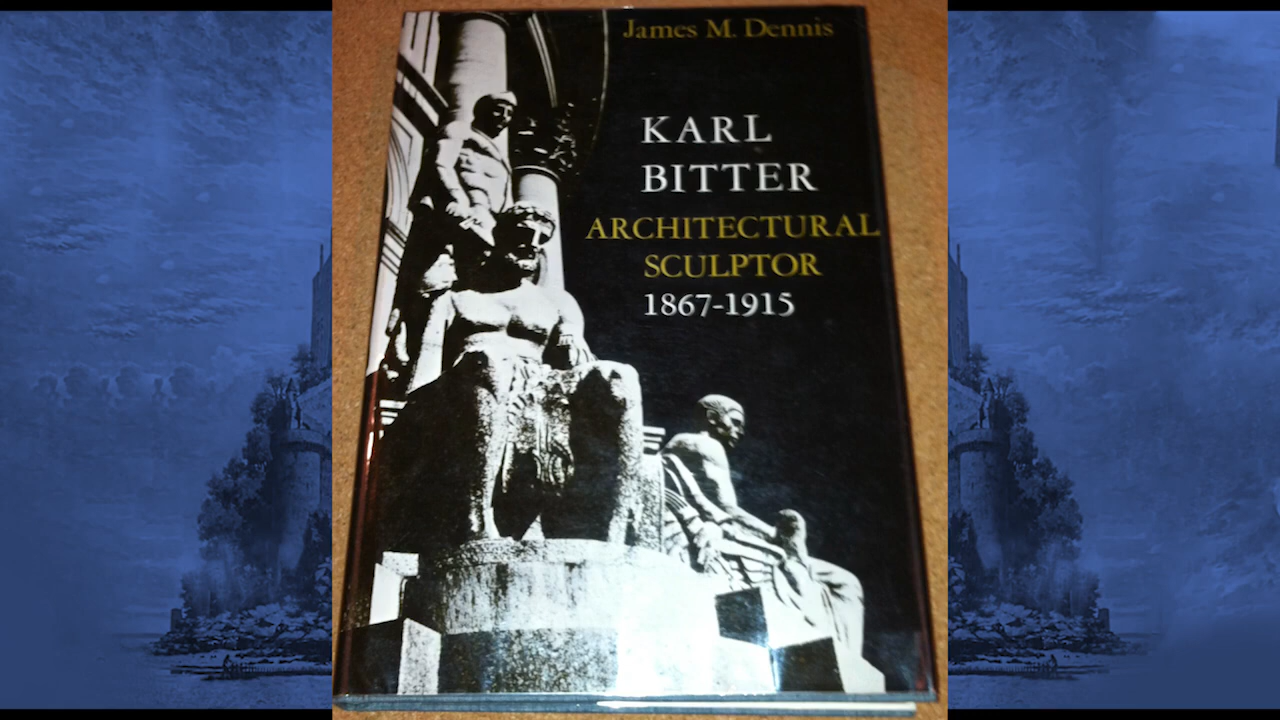 James M. Dennis
KARL
BITTER
ARCHITECTURAL
SCULPTOR
1867-1915